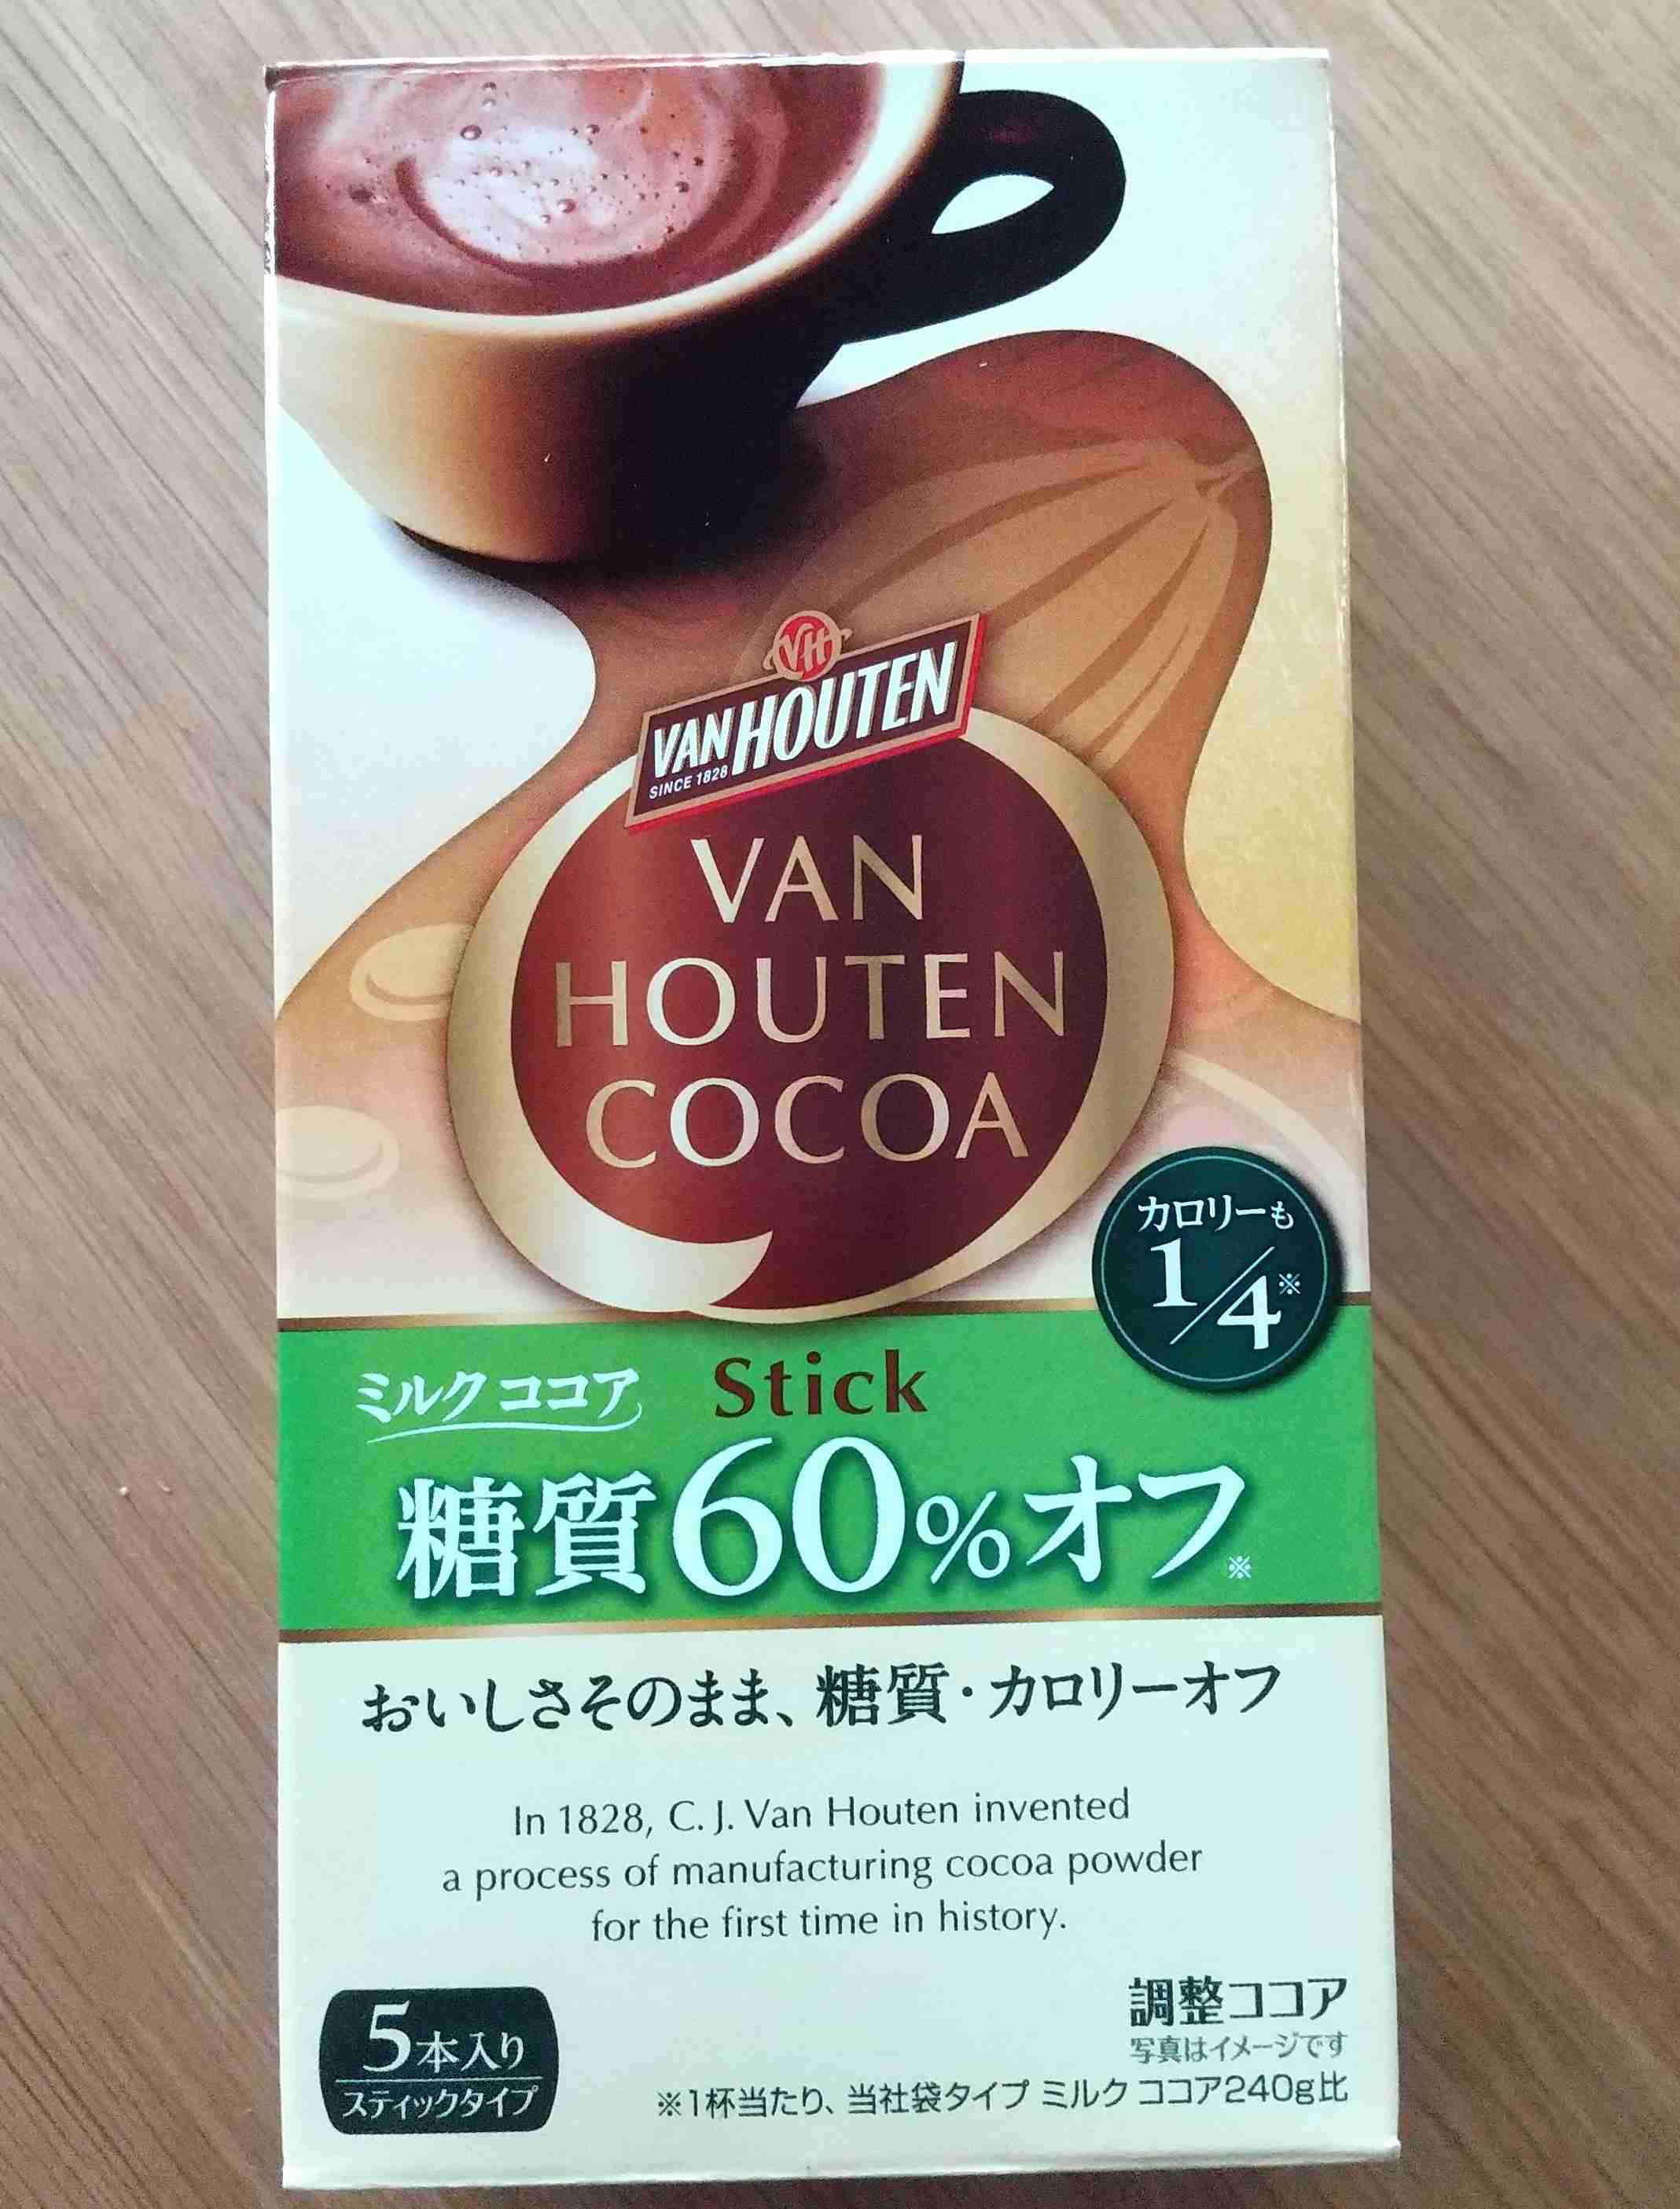 VH
VAN HOUTEN
SINCE 1828
VAN
HOUTEN
COCOA
カロリーも
1/4※
ミルク ココア Stick
糖質60%オフ※
おいしさそのまま、糖質・カロリーオフ
In 1828, C. J. Van Houten invented
a process of manufacturing cocoa powder
for the first time in history.
5本入り
スティックタイプ
調整ココア
写真はイメージです
※1杯当たり、当社袋タイプ ミルク ココア240g比